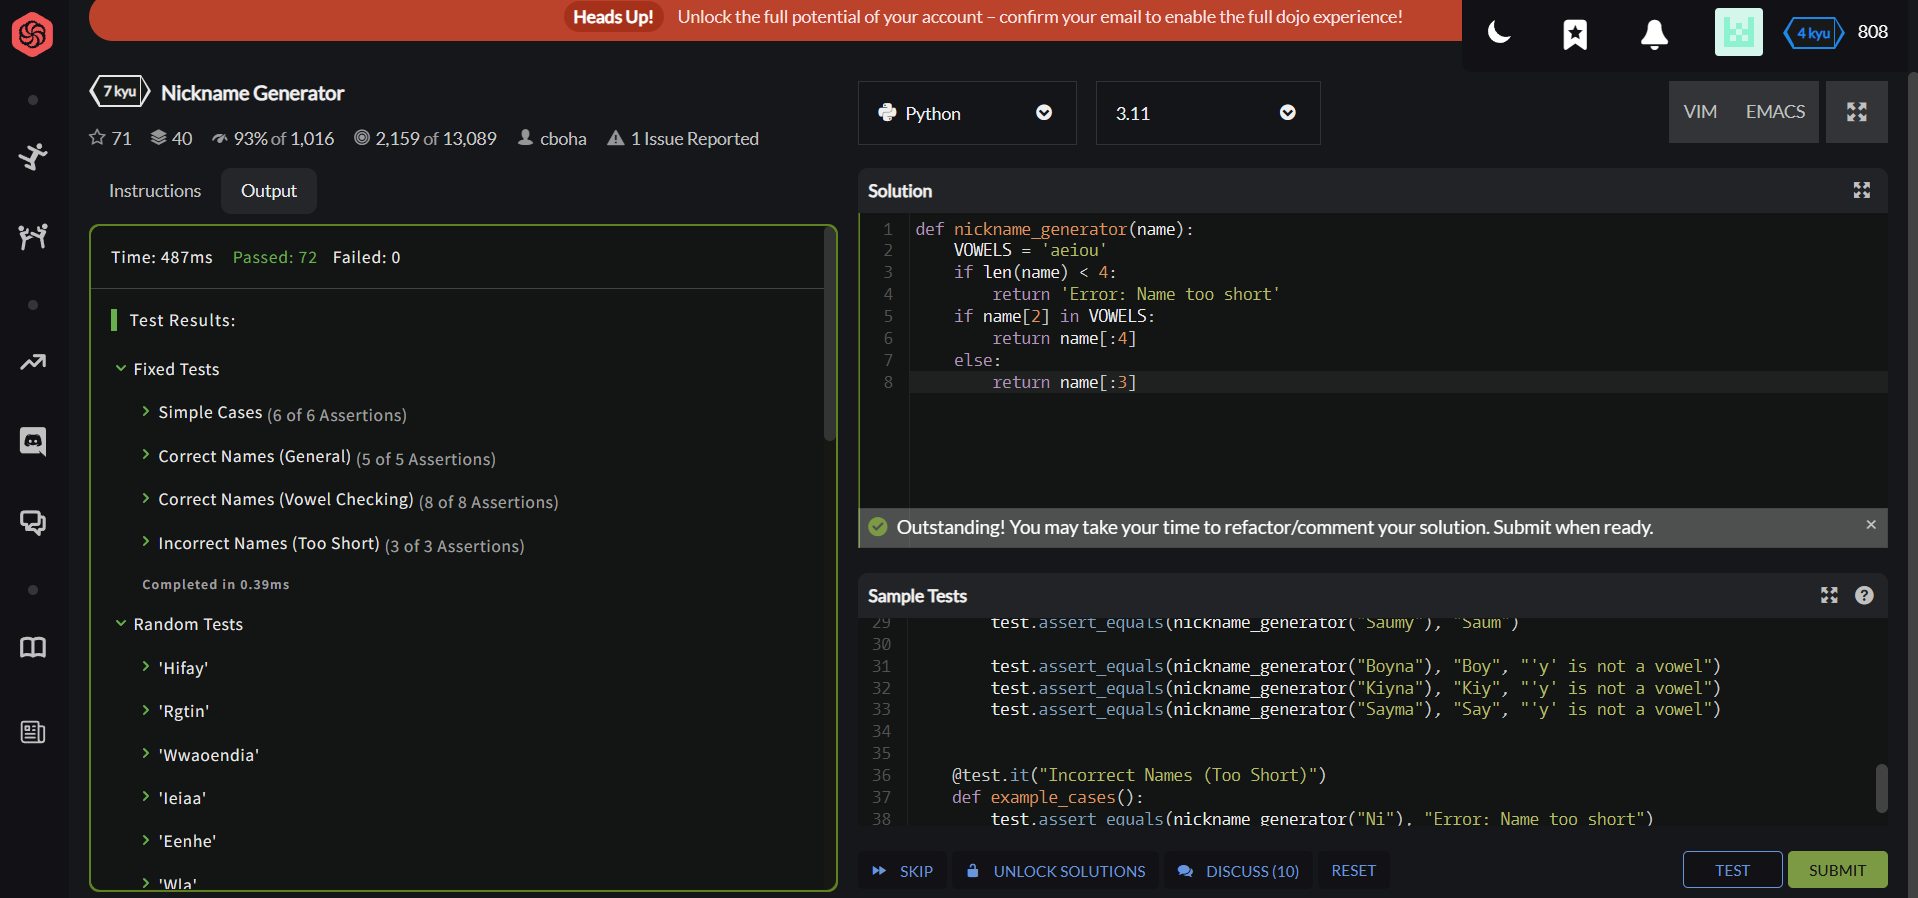 Heads Up! Unlock the full potential of your account – confirm your email to enable the full dojo experience!
4 kyu 808
7 kyu Nickname Generator
71 40 93% of 1,016 2,159 of 13,089 cboha 1 Issue Reported
Python 3.11 VIM EMACS
Instructions Output
Time: 487ms Passed: 72 Failed: 0
Test Results:
Fixed Tests
Simple Cases (6 of 6 Assertions)
Correct Names (General) (5 of 5 Assertions)
Correct Names (Vowel Checking) (8 of 8 Assertions)
Incorrect Names (Too Short) (3 of 3 Assertions)
Completed in 0.39ms
Random Tests
'Hifay'
'Rgtin'
'Wwaoendia'
'Ieiaa'
'Eenhe'
'Wla'
Solution
1 def nickname_generator(name):
2     VOWELS = 'aeiou'
3     if len(name) < 4:
4         return 'Error: Name too short'
5     if name[2] in VOWELS:
6         return name[:4]
7     else:
8         return name[:3]
Outstanding! You may take your time to refactor/comment your solution. Submit when ready.
Sample Tests
29         test.assert_equals(nickname_generator("Saumy"), "Saum")
30
31         test.assert_equals(nickname_generator("Boyna"), "Boy", "'y' is not a vowel")
32         test.assert_equals(nickname_generator("Kiyna"), "Kiy", "'y' is not a vowel")
33         test.assert_equals(nickname_generator("Sayma"), "Say", "'y' is not a vowel")
34
35
36     @test.it("Incorrect Names (Too Short)")
37     def example_cases():
38         test.assert_equals(nickname_generator("Ni"), "Error: Name too short")
SKIP UNLOCK SOLUTIONS DISCUSS (10) RESET TEST SUBMIT